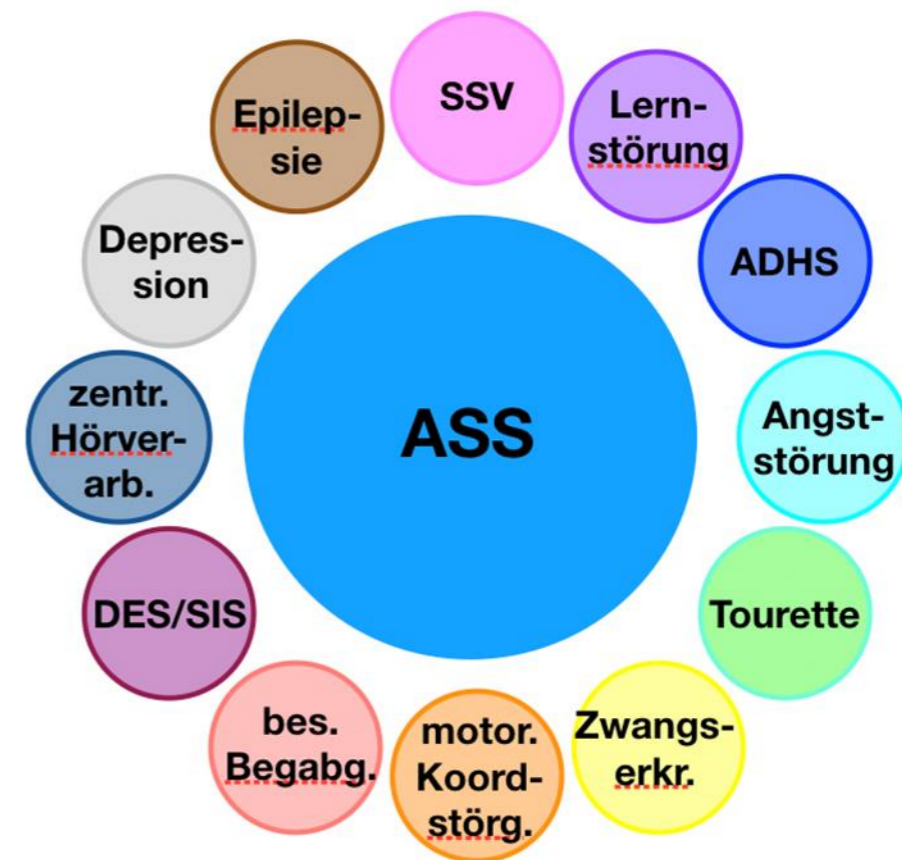 SSV
Lern-
störung
ADHS
Angst-
störung
Tourette
Zwangs-
erkr.
motor.
Koord-
störg.
bes.
Begabg.
DES/SIS
zentr.
Hörver-
arb.
Depres-
sion
Epilep-
sie
ASS